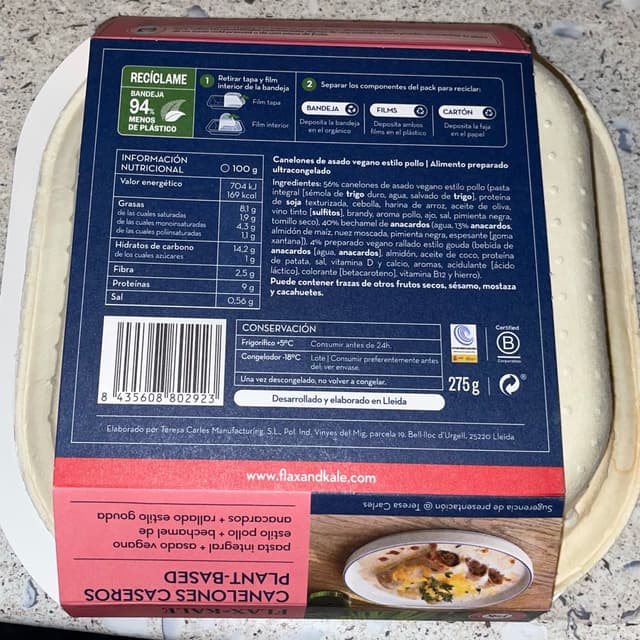 RECÍCLAME
BANDEJA
94%
MENOS
DE PLÁSTICO
1 Retirar tapa y film
interior de la bandeja
Film tapa
Film interior
2 Separar los componentes del pack para reciclar:
BANDEJA
Deposita la bandeja
en el orgánico
FILMS
Deposita ambos
films en el plástico
CARTÓN
Deposita la faja
en el papel
INFORMACIÓN
NUTRICIONAL 100 g
Valor energético 704 kJ
169 kcal
Grasas 8,1 g
de las cuales saturadas 1,9 g
de las cuales monoinsaturadas 4,3 g
de las cuales poliinsaturadas 1,1 g
Hidratos de carbono 14,2 g
de los cuales azúcares 1 g
Fibra 2,5 g
Proteínas 9 g
Sal 0,56 g
Canelones de asado vegano estilo pollo | Alimento preparado
ultracongelado
Ingredientes: 56% canelones de asado vegano estilo pollo (pasta
integral [sémola de trigo duro, agua, salvado de trigo], proteína
de soja texturizada, cebolla, harina de arroz, aceite de oliva,
vino tinto [sulfitos], brandy, aroma pollo, ajo, sal, pimienta negra,
tomillo seco), 40% bechamel de anacardos (agua, 13% anacardos,
almidón de maíz, nuez moscada, pimienta negra, espesante [goma
xantana]). 4% preparado vegano rallado estilo gouda (bebida de
anacardos [agua, anacardos], almidón, aceite de coco, proteína
de patata, sal, vitamina D y calcio, aromas, acidulante [ácido
láctico], colorante [betacaroteno], vitamina B12 y hierro).
Puede contener trazas de otros frutos secos, sésamo, mostaza
y cacahuetes.
8 435608 802923
CONSERVACIÓN
Frigorífico +5ºC Consumir antes de 24h.
Congelador -18ºC Lote | Consumir preferentemente antes
del: ver envase.
Una vez descongelado, no volver a congelar.
Desarrollado y elaborado en Lleida
Certified
B
Corporation
275 g
Elaborado por Teresa Carles Manufacturing, S.L., Pol. Ind. Vinyes del Mig, parcela 19. Bell-lloc d'Urgell, 25220 Lleida
www.flaxandkale.com
Sugerencia de presentación @ Teresa Carles
FLAX & KALE
CANELONES CASEROS
PLANT-BASED
pasta integral + asado vegano
estilo pollo + bechamel de
anacardos + rallado estilo gouda